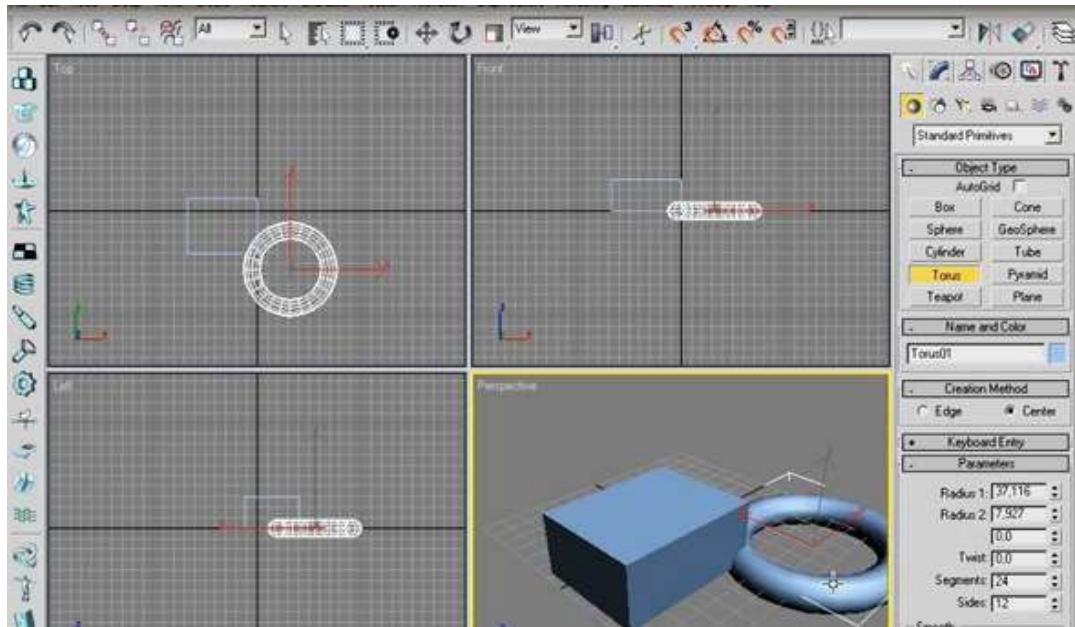 All
View
Top
Front
Left
Perspective
Standard Primitives
- Object Type
AutoGrid
Box Cone
Sphere GeoSphere
Cylinder Tube
Torus Pyramid
Teapot Plane
- Name and Color
Torus01
- Creation Method
Edge Center
+ Keyboard Entry
- Parameters
Radius 1: 37,116
Radius 2: 7,927
0,0
Twist: 0,0
Segments: 24
Sides: 12
Smooth